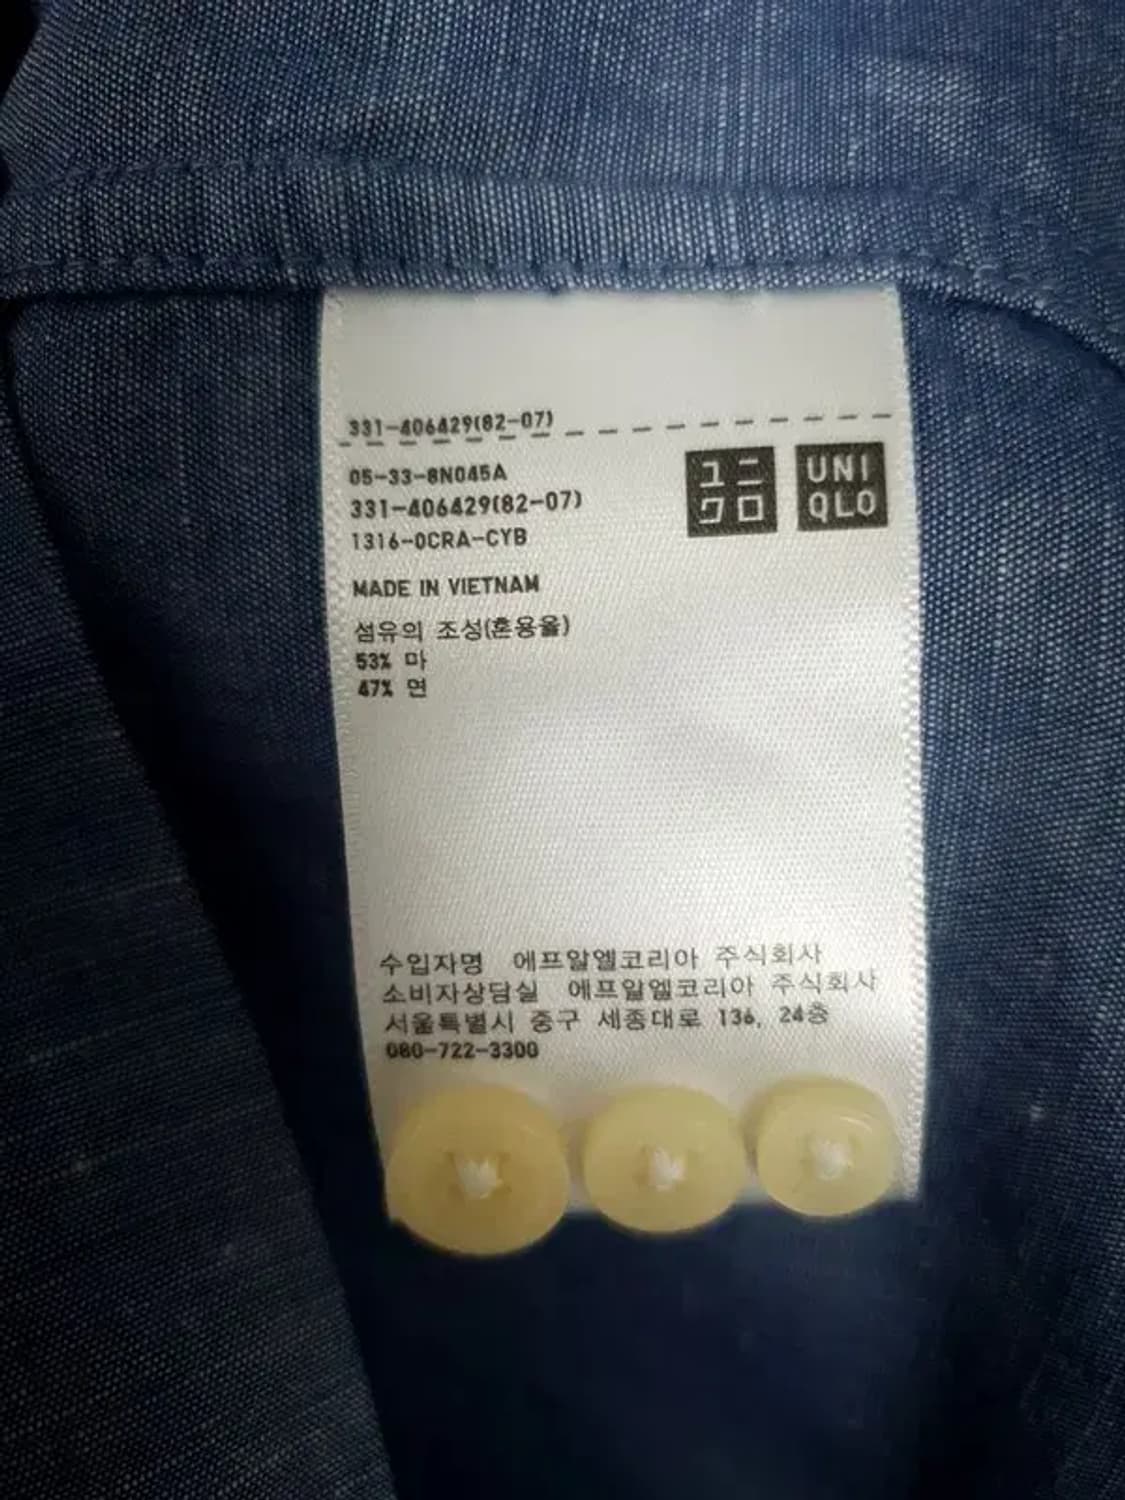 331-406429(82-07)
05-33-8N045A
331-406429(82-07)
1316-0CRA-CYB
ユニ
クロ
UNI
QLO
MADE IN VIETNAM
섬유의 조성(혼용율)
53% 마
47% 면
수입자명 에프알엘코리아 주식회사
소비자상담실 에프알엘코리아 주식회사
서울특별시 중구 세종대로 136, 24층
080-722-3300